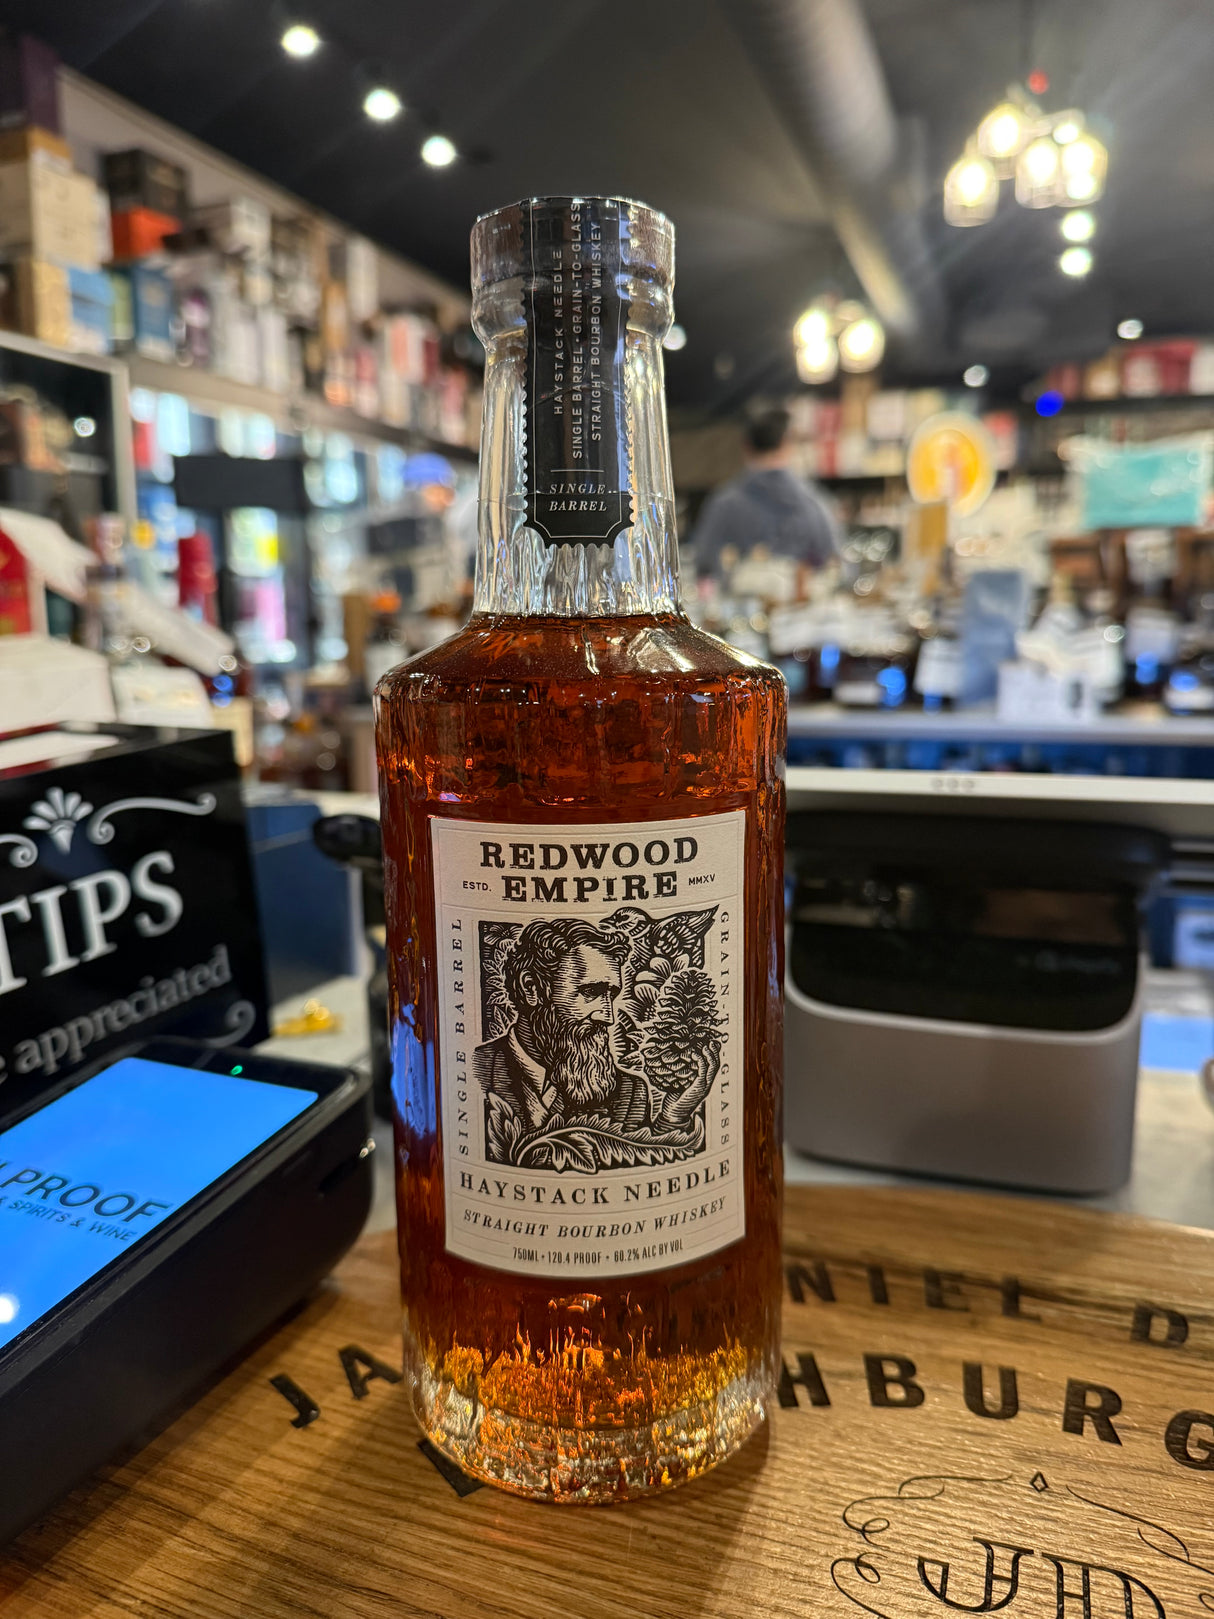 HAYSTACK NEEDLE
SINGLE BARREL · GRAIN-TO-GLASS
STRAIGHT BOURBON WHISKEY
SINGLE
BARREL
REDWOOD
ESTD. EMPIRE MMXV
SINGLE BARREL
GRAIN-TO-GLASS
HAYSTACK NEEDLE
STRAIGHT BOURBON WHISKEY
750ML • 120.4 PROOF • 60.2% ALC BY VOL
TIPS
appreciated
PROOF
SPIRITS & WINE
NIEL D
JA HBURG
JD